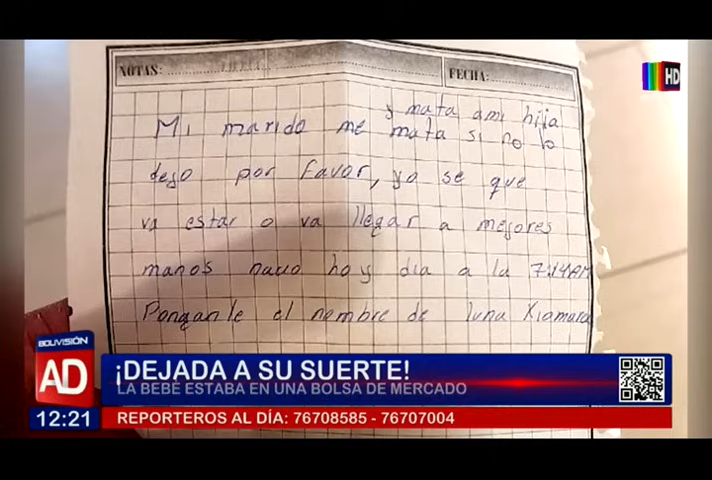 HD
NOTAS:
FECHA:
y mata ami hija
Mi marido me mata si no lo
dejo por favor, yo se que
va estar o va llegar a mejores
manos nacio hoy dia a la 7:14AM
Ponganle el nombre de luna Xiomara
BOLIVISIÓN
AD
12:21
¡DEJADA A SU SUERTE!
LA BEBÉ ESTABA EN UNA BOLSA DE MERCADO
REPORTEROS AL DÍA: 76708585 - 76707004